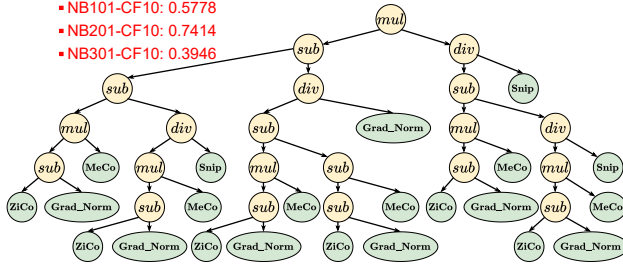 ▪ NB101-CF10: 0.5778
mul
▪ NB201-CF10: 0.7414
sub div
▪ NB301-CF10: 0.3946
sub div sub Snip
mul div sub Grad_Norm mul div
sub MeCo mul Snip mul sub sub MeCo mul Snip
ZiCo Grad_Norm sub MeCo sub MeCo sub MeCo ZiCo Grad_Norm sub MeCo
ZiCo Grad_Norm ZiCo Grad_Norm ZiCo Grad_Norm ZiCo Grad_Norm